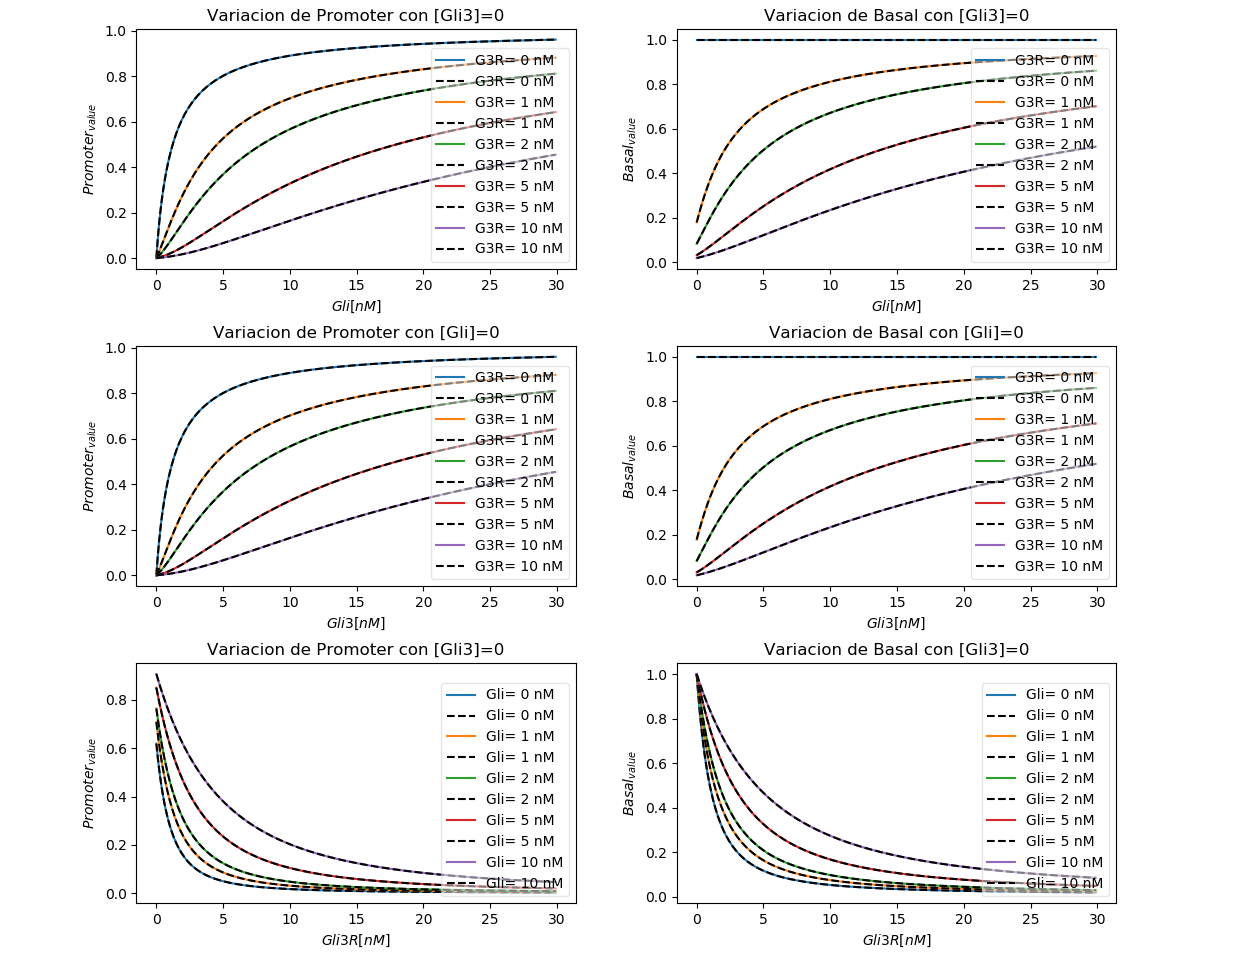 Variacion de Promoter con [Gli3]=0
Promoter_value
1.0
0.8
0.6
0.4
0.2
0.0
G3R= 0 nM
G3R= 0 nM
G3R= 1 nM
G3R= 1 nM
G3R= 2 nM
G3R= 2 nM
G3R= 5 nM
G3R= 5 nM
G3R= 10 nM
G3R= 10 nM
0 5 10 15 20 25 30
Gli[nM]
Variacion de Basal con [Gli3]=0
Basal_value
1.0
0.8
0.6
0.4
0.2
0.0
G3R= 0 nM
G3R= 0 nM
G3R= 1 nM
G3R= 1 nM
G3R= 2 nM
G3R= 2 nM
G3R= 5 nM
G3R= 5 nM
G3R= 10 nM
G3R= 10 nM
0 5 10 15 20 25 30
Gli[nM]
Variacion de Promoter con [Gli]=0
Promoter_value
1.0
0.8
0.6
0.4
0.2
0.0
G3R= 0 nM
G3R= 0 nM
G3R= 1 nM
G3R= 1 nM
G3R= 2 nM
G3R= 2 nM
G3R= 5 nM
G3R= 5 nM
G3R= 10 nM
G3R= 10 nM
0 5 10 15 20 25 30
Gli3[nM]
Variacion de Basal con [Gli]=0
Basal_value
1.0
0.8
0.6
0.4
0.2
0.0
G3R= 0 nM
G3R= 0 nM
G3R= 1 nM
G3R= 1 nM
G3R= 2 nM
G3R= 2 nM
G3R= 5 nM
G3R= 5 nM
G3R= 10 nM
G3R= 10 nM
0 5 10 15 20 25 30
Gli3[nM]
Variacion de Promoter con [Gli3]=0
Promoter_value
0.8
0.6
0.4
0.2
0.0
Gli= 0 nM
Gli= 0 nM
Gli= 1 nM
Gli= 1 nM
Gli= 2 nM
Gli= 2 nM
Gli= 5 nM
Gli= 5 nM
Gli= 10 nM
Gli= 10 nM
0 5 10 15 20 25 30
Gli3R[nM]
Variacion de Basal con [Gli3]=0
Basal_value
1.0
0.8
0.6
0.4
0.2
0.0
Gli= 0 nM
Gli= 0 nM
Gli= 1 nM
Gli= 1 nM
Gli= 2 nM
Gli= 2 nM
Gli= 5 nM
Gli= 5 nM
Gli= 10 nM
Gli= 10 nM
0 5 10 15 20 25 30
Gli3R[nM]